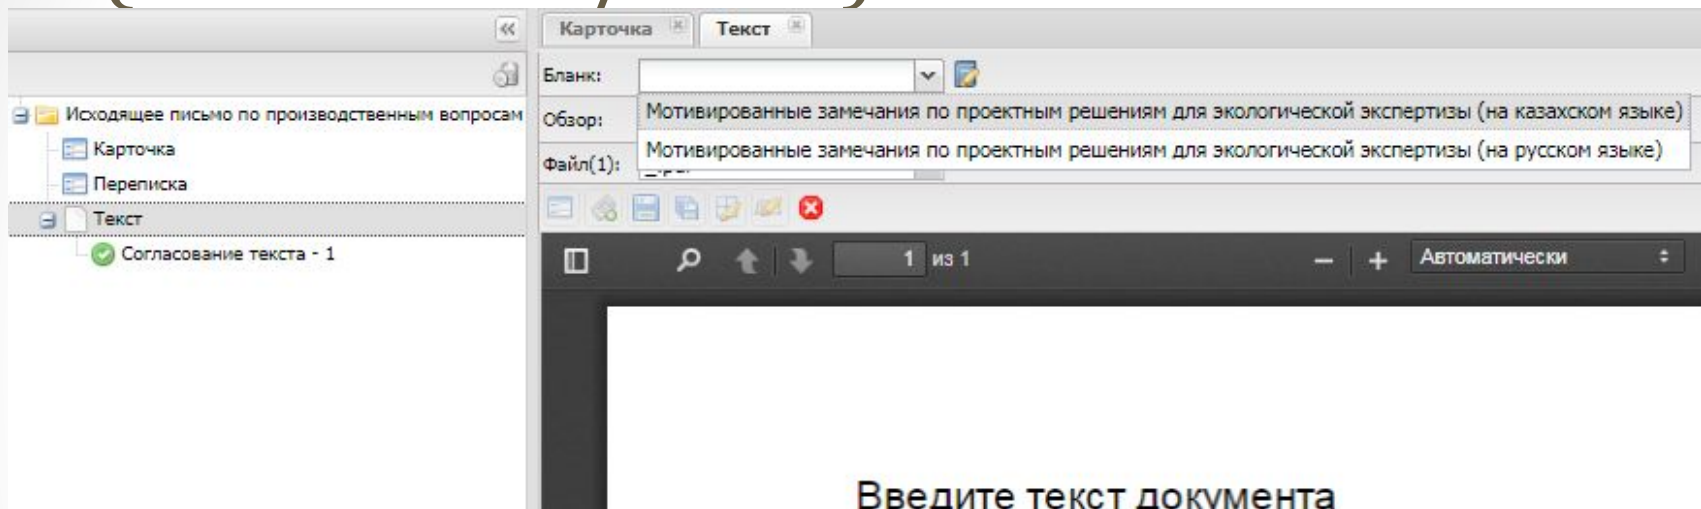 Карточка Текст
Бланк:
Исходящее письмо по производственным вопросам
Обзор:
Мотивированные замечания по проектным решениям для экологической экспертизы (на казахском языке)
Карточка
Мотивированные замечания по проектным решениям для экологической экспертизы (на русском языке)
Файл(1):
Переписка
Текст
Согласование текста - 1
1 из 1
Автоматически
Введите текст документа